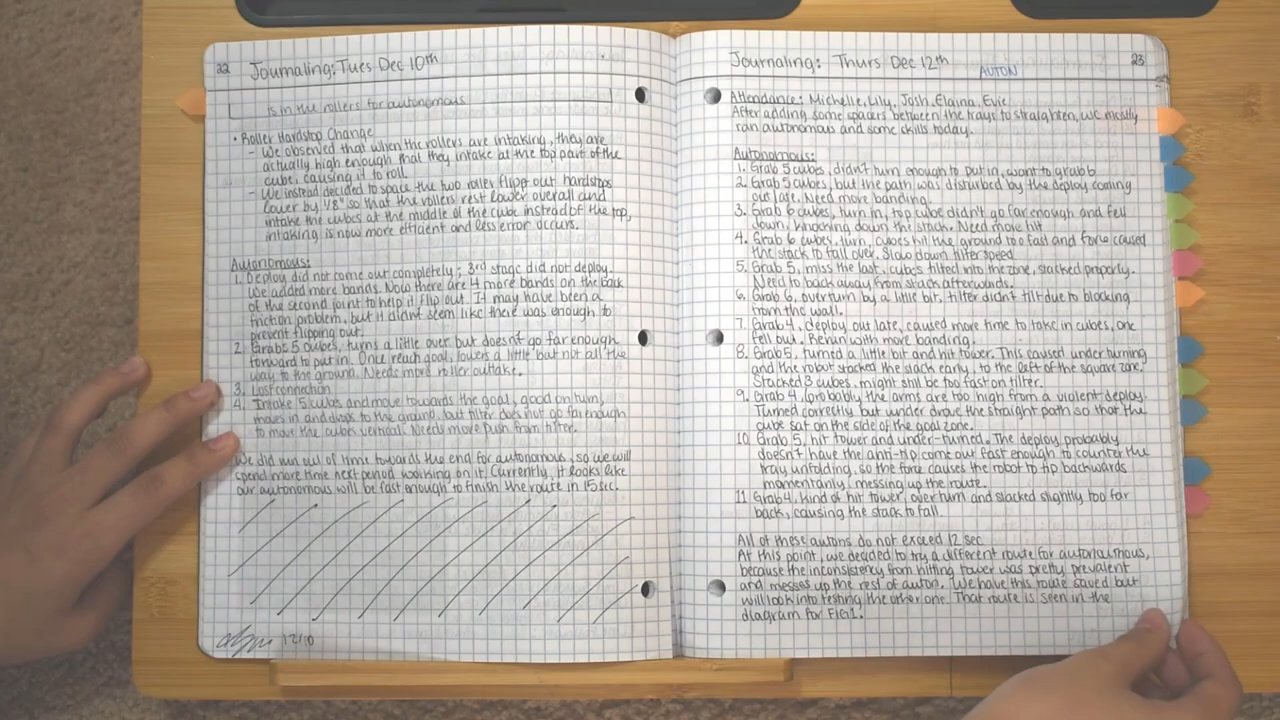 22
Journaling: Tues Dec 10th
is in the rollers for autonomous
• Roller Hardstop Change
- We observed that when the rollers are intaking, they are
actually high enough that they intake at the top part of the
cube, causing it to roll.
- We instead decided to space the two roller flipp out hardstops
lower by 1/8" so that the rollers rest lower overall and
intake the cubes at the middle of the cube instead of the top,
intaking is now more efficient and less error occurs.
Autonomous:
1. Deploy did not come out completely; 3rd stage did not deploy.
We added more bands. Now there are 4 more bands on the back
of the second joint to help it flip out. It may have been a
friction problem, but it didn't seem like there was enough to
prevent flipping out.
2. Grabs 5 cubes, turns a little over but doesn't go far enough
forward to put in. Once reach goal, lowers a little but not all the
way to the ground. Needs more roller outtake.
3. Lost connection
4. Intake 5 cubes and move towards the goal, good on turn,
moves in and drops to the ground, but tilter does not go far enough
to move the cubes vertical. Needs more push from tilter.
We did run out of time towards the end for autonomous, so we will
spend more time next period working on it. Currently, it looks like
our autonomous will be fast enough to finish the route in 15 sec.
12/10
Journaling: Thurs Dec 12th
23
AUTON
Attendance: Michelle, Lily, Josh, Elaina, Evie
After adding some spacers between the trays to straighten, we mostly
ran autonomous and some skills today.
Autonomous:
1. Grab 5 cubes, didn't turn enough to put in, want to grab 6
2. Grab 5 cubes, but the path was disturbed by the deploy coming
out late. Need more banding.
3. Grab 6 cubes, turn in, top cube didn't go far enough and fell
down, knocking down the stack. Need more tilt
4. Grab 6 cubes, turn, cubes hit the ground too fast and force caused
the stack to fall over. Slow down tilter speed
5. Grab 5, miss the last. cubes tilted into the zone, stacked properly.
Need to back away from stack afterwards.
6. Grab 6, overturn by a little bit, tilter didn't tilt due to blocking
from the wall.
7. Grab 4, deploy out late, caused more time to take in cubes, one
fell out. Rerun with more banding.
8. Grab 5, turned a little bit and hit tower. This caused under turning
and the robot stacked the stack early, to the left of the square zone.
Stacked 3 cubes, might still be too fast on tilter.
9. Grab 4, (probably the arms are too high from a violent deploy.
Turned correctly but under drove the straight path so that the
cube sat on the side of the goal zone.
10. Grab 5, hit tower and under-turned. The deploy probably
doesn't have the anti-tip come out fast enough to counter the
tray unfolding, so the force causes the robot to tip backwards
momentarily, messing up the route.
11. Grab 4, kind of hit tower, overturn and stacked slightly too far
back, causing the stack to fall.
All of these autons do not exceed 12 sec
At this point, we decided to try a different route for autonomous,
because the inconsistency from hitting tower was pretty prevalent
and messes up the rest of auton. We have this route saved but
will look into testing the other one. That route is seen in the
diagram for